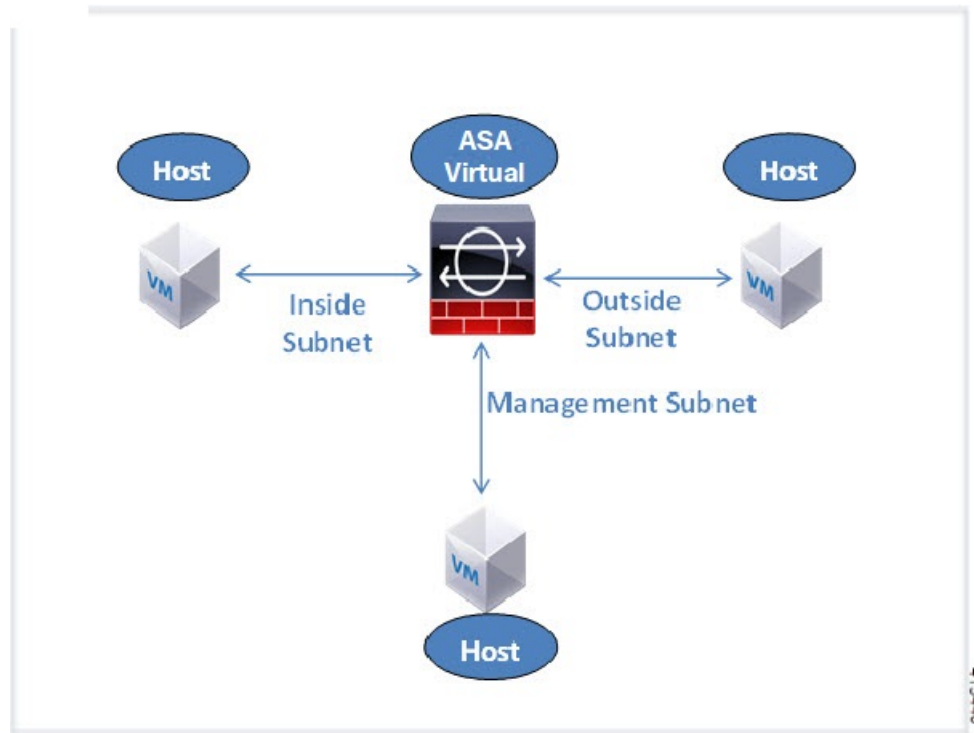 Host
ASA
Virtual
Host
VM
VM
Inside
Subnet
Outside
Subnet
Management Subnet
VM
Host